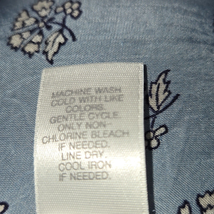 MACHINE WASH
COLD WITH LIKE
COLORS.
GENTLE CYCLE.
ONLY NON-
CHLORINE BLEACH
IF NEEDED.
LINE DRY.
COOL IRON
IF NEEDED.